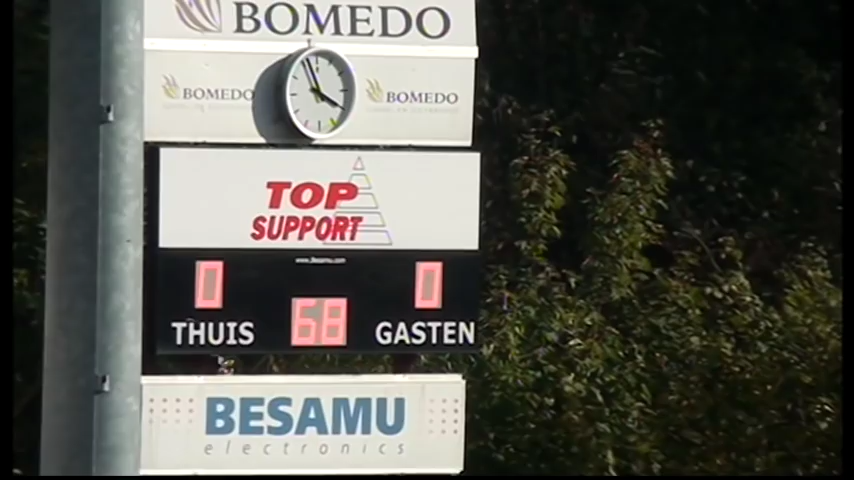 BOMEDO
BOMEDO BOMEDO
TOP
SUPPORT
www.Besamu.com
0 0
68
THUIS GASTEN
BESAMU
electronics